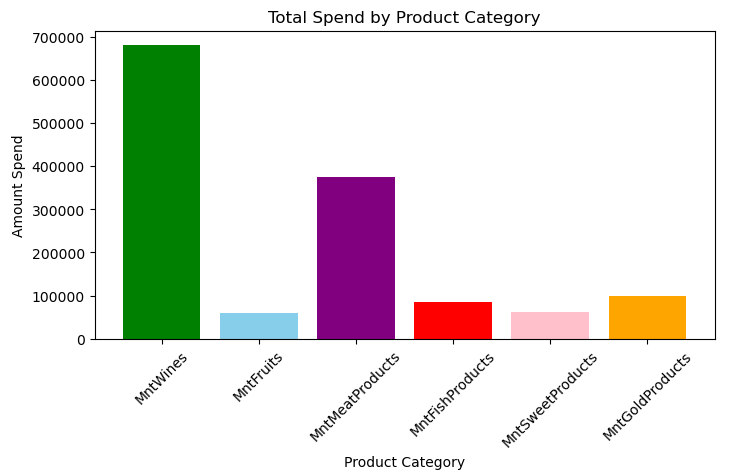 Total Spend by Product Category
700000
600000
500000
400000
300000
200000
100000
0
Amount Spend
MntWines
MntFruits
MntMeatProducts
MntFishProducts
MntSweetProducts
MntGoldProducts
Product Category